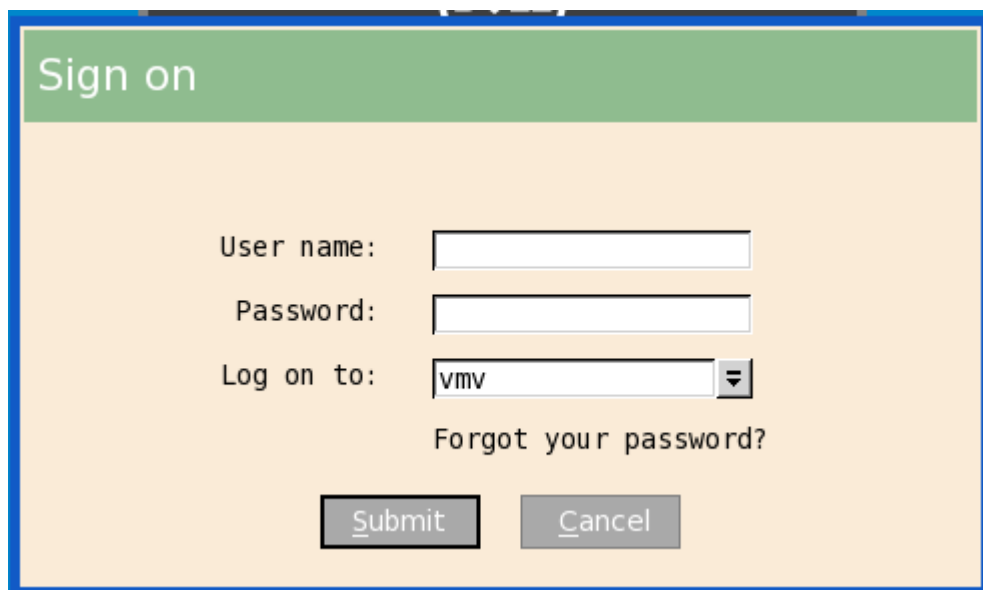 Sign on
User name:
Password:
Log on to: vmv
Forgot your password?
Submit Cancel